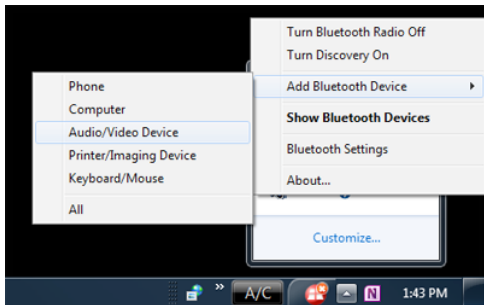 Turn Bluetooth Radio Off
Turn Discovery On
Add Bluetooth Device
Show Bluetooth Devices
Bluetooth Settings
About...
Phone
Computer
Audio/Video Device
Printer/Imaging Device
Keyboard/Mouse
All
Customize...
A/C
N
1:43 PM